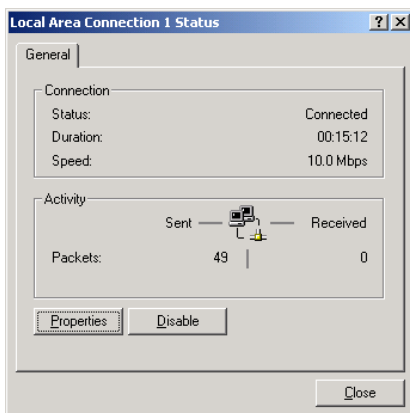 Local Area Connection 1 Status
General
Connection
Status: Connected
Duration: 00:15:12
Speed: 10.0 Mbps
Activity
Sent Received
Packets: 49 0
Properties Disable
Close